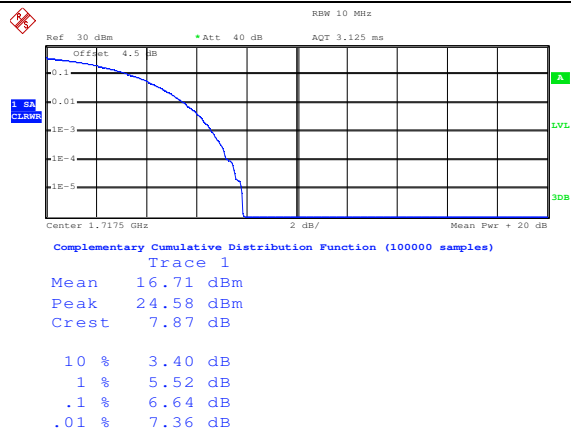 RBW 10 MHz
Ref 30 dBm *Att 40 dB AQT 3.125 ms
Offset 4.5 dB
0.1
A
0.01
1 SA
CLRWR
1E-3
LVL
1E-4
1E-5
3DB
Center 1.7175 GHz 2 dB/ Mean Pwr + 20 dB
Complementary Cumulative Distribution Function (100000 samples)
Trace 1
Mean 16.71 dBm
Peak 24.58 dBm
Crest 7.87 dB
10 % 3.40 dB
1 % 5.52 dB
.1 % 6.64 dB
.01 % 7.36 dB